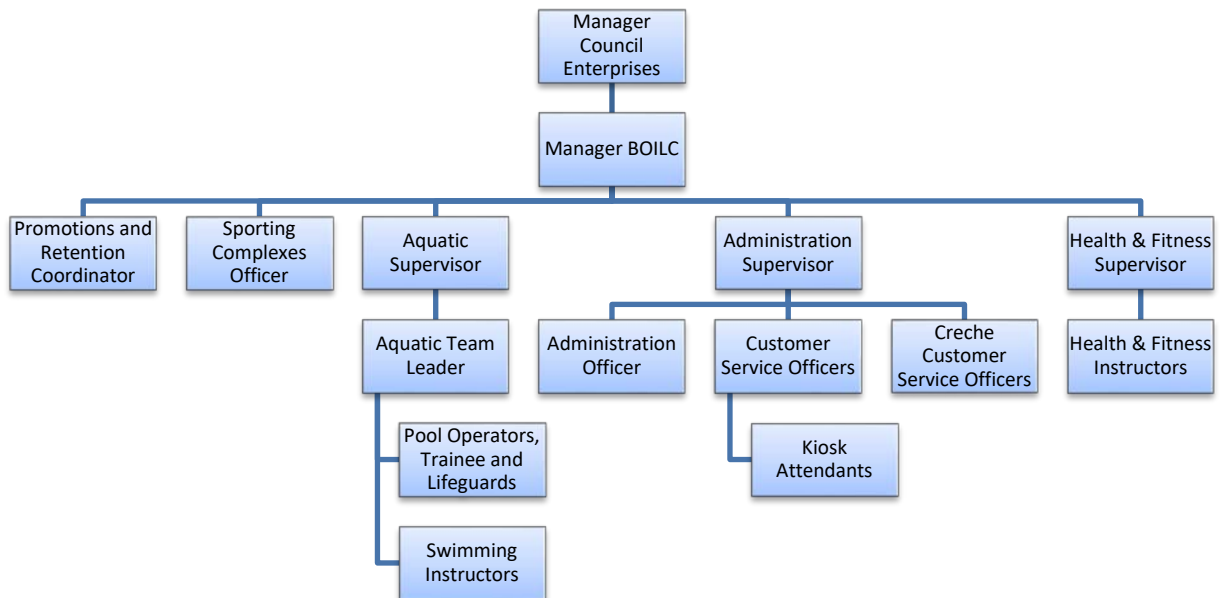 Manager
Council
Enterprises
Manager BOILC
Promotions and
Retention
Coordinator
Sporting
Complexes
Officer
Aquatic
Supervisor
Administration
Supervisor
Health & Fitness
Supervisor
Aquatic Team
Leader
Administration
Officer
Customer
Service Officers
Creche
Customer
Service Officers
Health & Fitness
Instructors
Pool Operators,
Trainee and
Lifeguards
Kiosk
Attendants
Swimming
Instructors